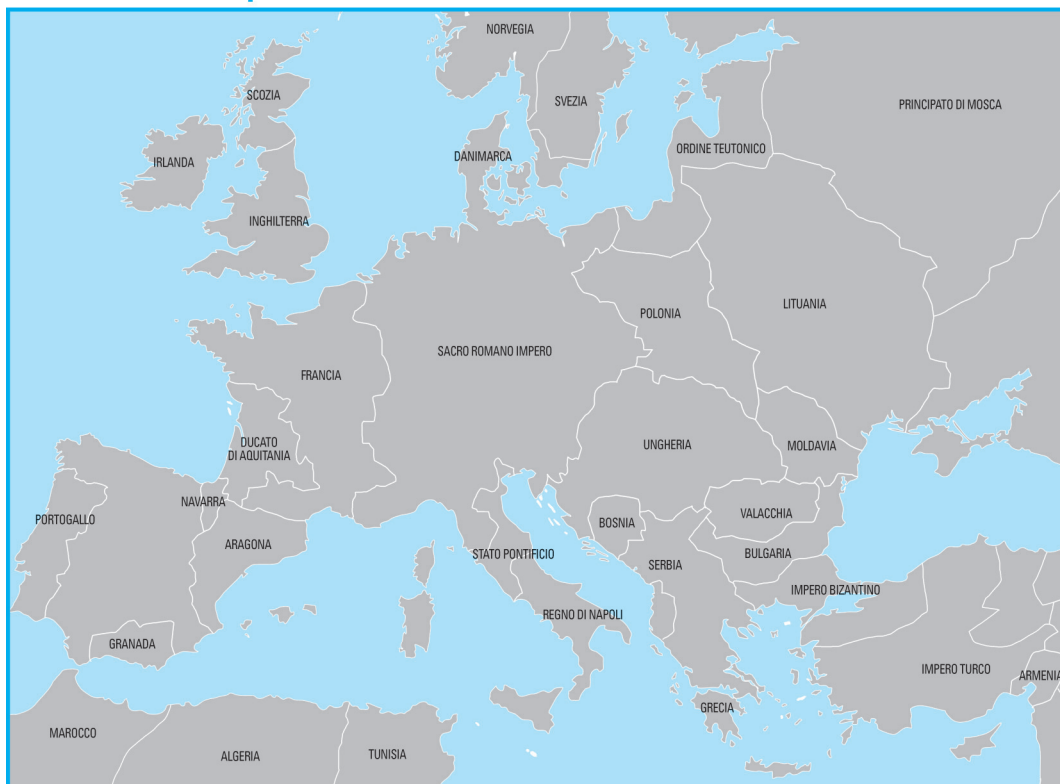 NORVEGIA
SCOZIA
SVEZIA
PRINCIPATO DI MOSCA
IRLANDA
DANIMARCA
ORDINE TEUTONICO
INGHILTERRA
LITUANIA
POLONIA
SACRO ROMANO IMPERO
FRANCIA
DUCATO
DI AQUITANIA
UNGHERIA
MOLDAVIA
NAVARRA
PORTOGALLO
VALACCHIA
BOSNIA
ARAGONA
STATO PONTIFICIO
BULGARIA
SERBIA
IMPERO BIZANTINO
REGNO DI NAPOLI
GRANADA
IMPERO TURCO
ARMENIA
GRECIA
MAROCCO
ALGERIA
TUNISIA